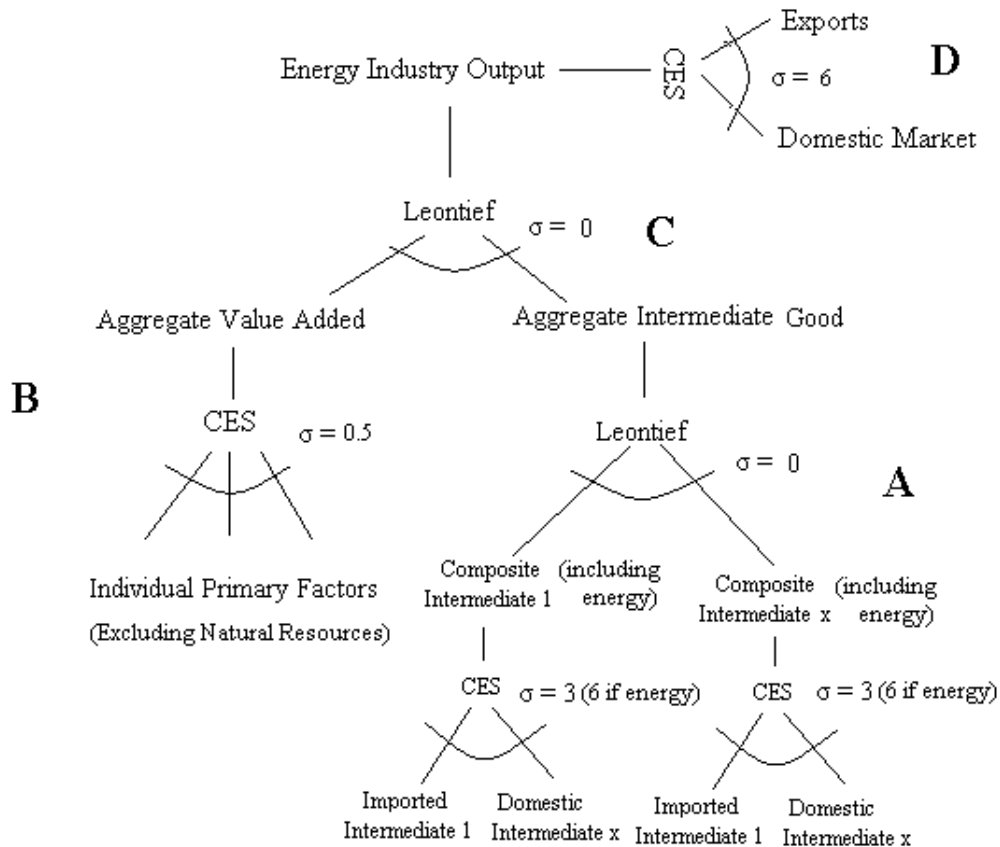 Exports
D
Energy Industry Output
CES
σ = 6
Domestic Market
Leontief
σ = 0
C
Aggregate Value Added
Aggregate Intermediate Good
B
CES
σ = 0.5
Leontief
σ = 0
A
Individual Primary Factors
(Excluding Natural Resources)
Composite (including
Intermediate 1 energy)
Composite (including
Intermediate x energy)
CES
σ = 3 (6 if energy)
CES
σ = 3 (6 if energy)
Imported
Intermediate 1
Domestic
Intermediate x
Imported
Intermediate 1
Domestic
Intermediate x